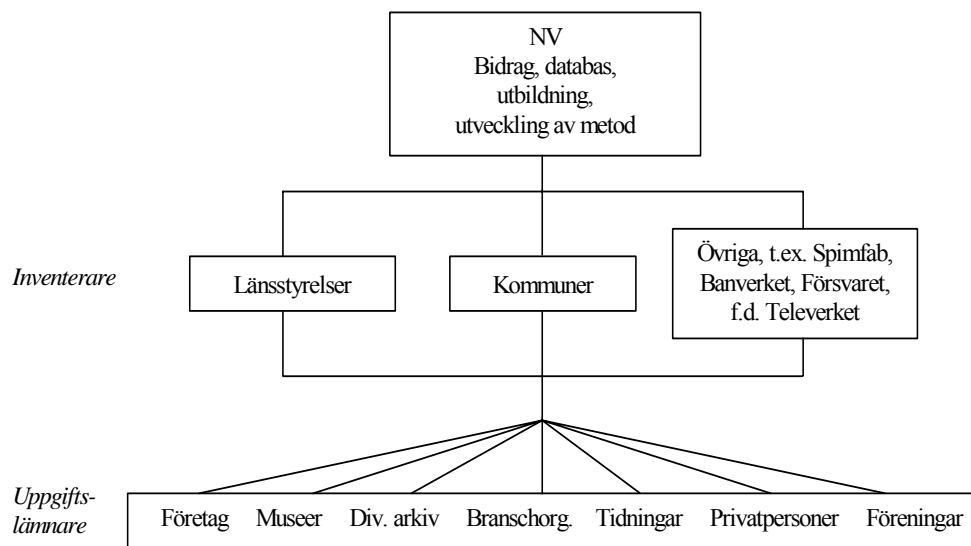 NV
Bidrag, databas,
utbildning,
utveckling av metod
Inventerare
Länsstyrelser
Kommuner
Övriga, t.ex. Spimfab,
Banverket, Försvaret,
f.d. Televerket
Uppgifts-
lämnare
Företag Museer Div. arkiv Branschorg. Tidningar Privatpersoner Föreningar